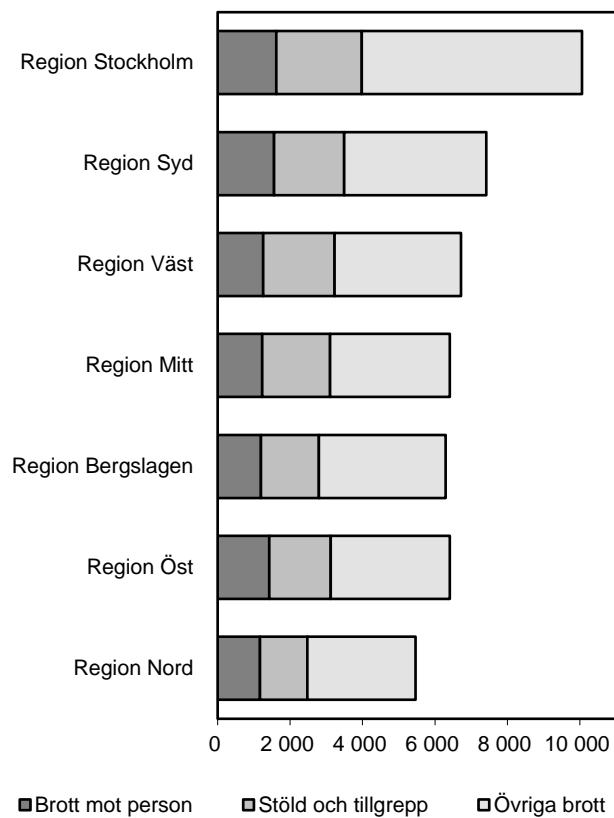 Region Stockholm
Region Syd
Region Väst
Region Mitt
Region Bergslagen
Region Öst
Region Nord
0 2 000 4 000 6 000 8 000 10 000
Brott mot person Stöld och tillgrepp Övriga brott